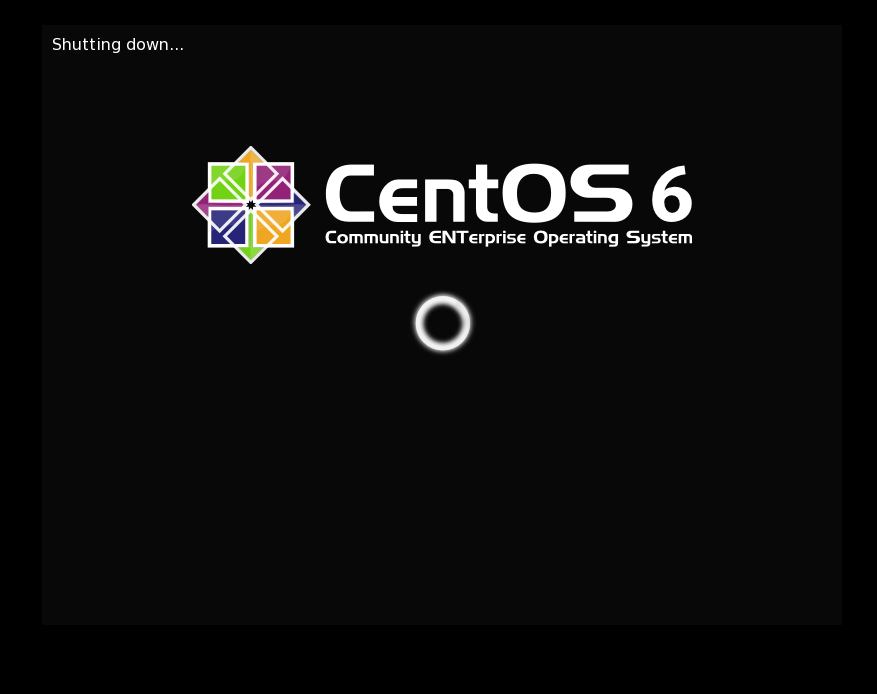 Shutting down...
CentOS 6
Community ENTerprise Operating System